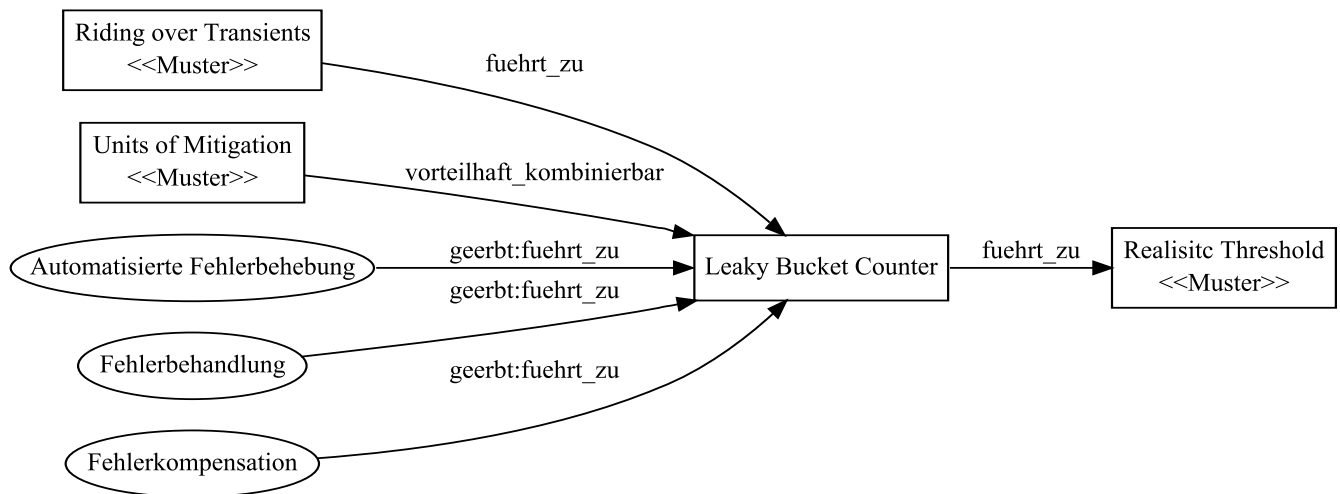 Riding over Transients
<<Muster>>
fuehrt_zu
Units of Mitigation
<<Muster>>
vorteilhaft_kombinierbar
Automatisierte Fehlerbehebung
geerbt:fuehrt_zu
Leaky Bucket Counter
fuehrt_zu
Realisitc Threshold
<<Muster>>
geerbt:fuehrt_zu
Fehlerbehandlung
geerbt:fuehrt_zu
Fehlerkompensation